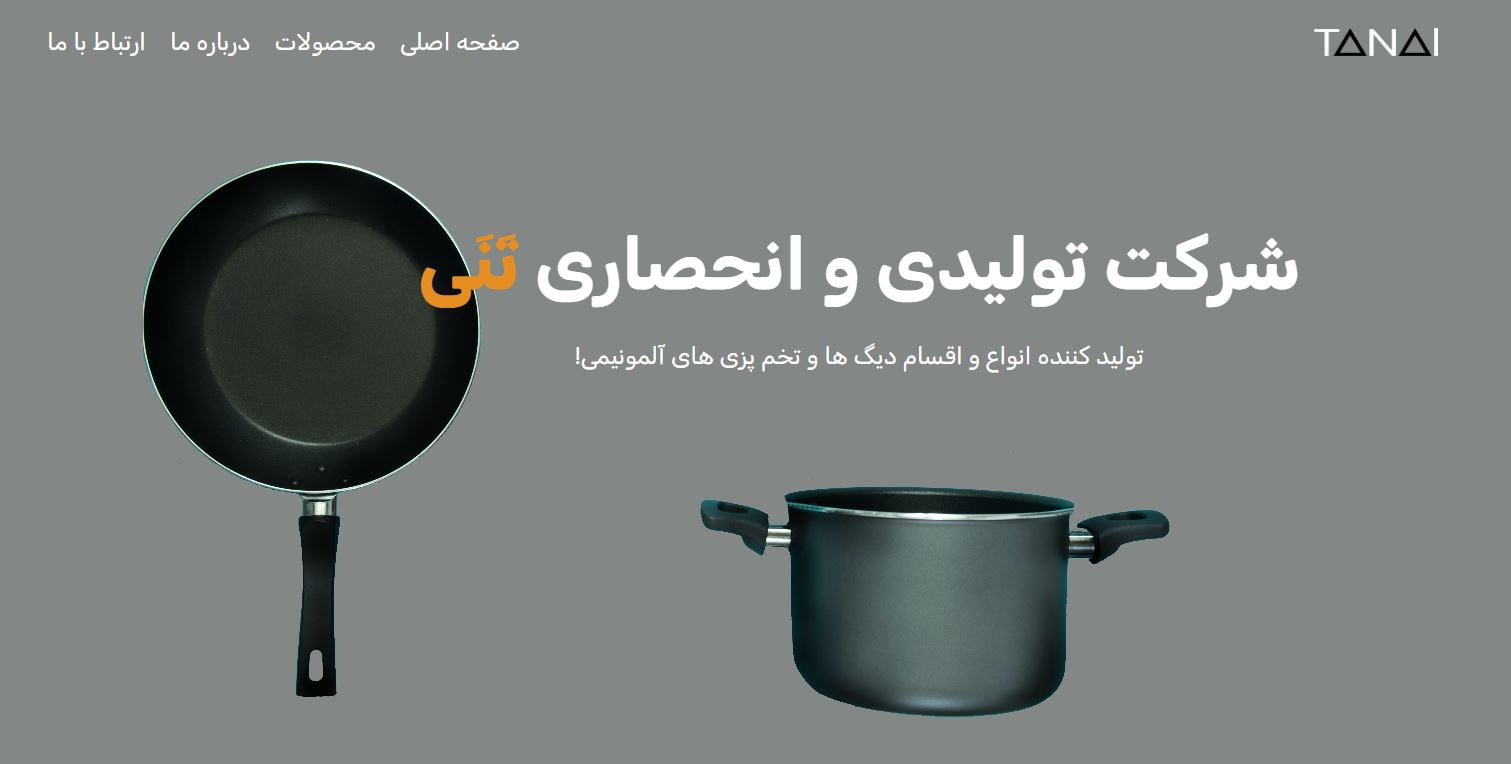 TANAI
صفحه اصلی محصولات درباره ما ارتباط با ما
شرکت تولیدی و انحصاری تَنَی
تولید کننده انواع و اقسام دیگ ها و تخم پزی های آلمونیمی!